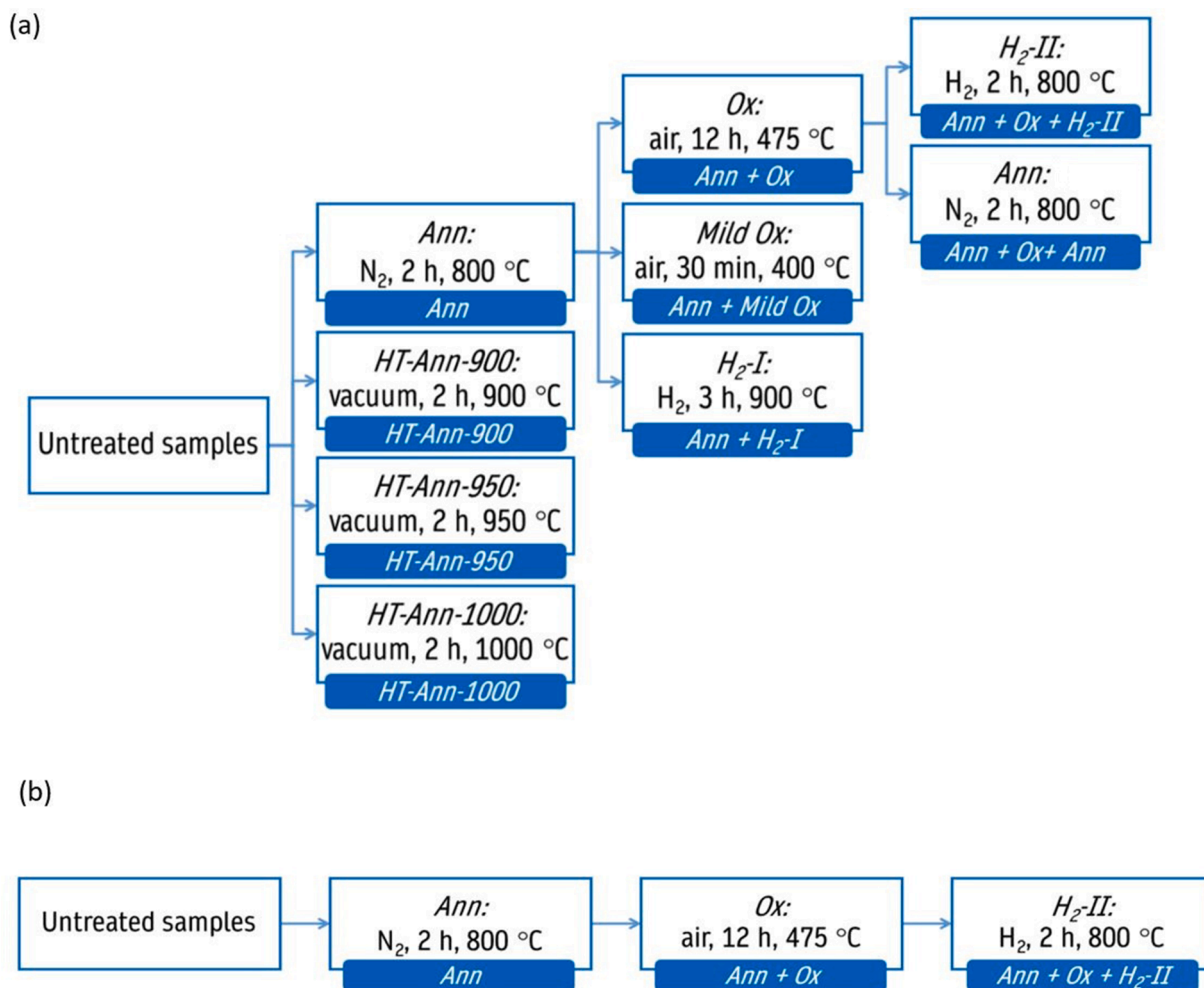 (a)
Untreated samples
Ann:
N₂, 2 h, 800 °C
Ann
HT-Ann-900:
vacuum, 2 h, 900 °C
HT-Ann-900
HT-Ann-950:
vacuum, 2 h, 950 °C
HT-Ann-950
HT-Ann-1000:
vacuum, 2 h, 1000 °C
HT-Ann-1000
Ox:
air, 12 h, 475 °C
Ann + Ox
Mild Ox:
air, 30 min, 400 °C
Ann + Mild Ox
H₂-I:
H₂, 3 h, 900 °C
Ann + H₂-I
H₂-II:
H₂, 2 h, 800 °C
Ann + Ox + H₂-II
Ann:
N₂, 2 h, 800 °C
Ann + Ox+ Ann
(b)
Untreated samples
Ann:
N₂, 2 h, 800 °C
Ann
Ox:
air, 12 h, 475 °C
Ann + Ox
H₂-II:
H₂, 2 h, 800 °C
Ann + Ox + H₂-II